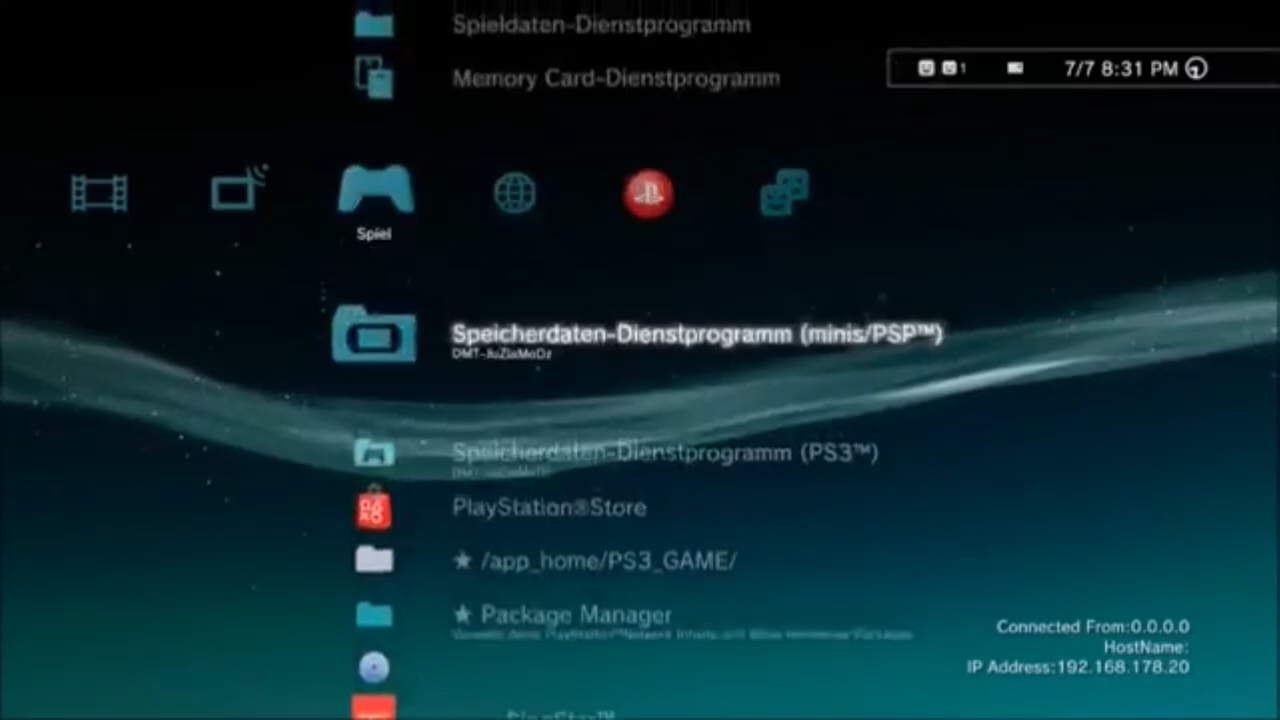 Spieldaten-Dienstprogramm
Memory Card-Dienstprogramm
1
7/7 8:31 PM
Spiel
Speicherdaten-Dienstprogramm (minis/PSP™)
Speicherdaten-Dienstprogramm (PS3™)
PlayStation®Store
★ /app_home/PS3_GAME/
★ Package Manager
Connected From:0.0.0.0
HostName:
IP Address:192.168.178.20